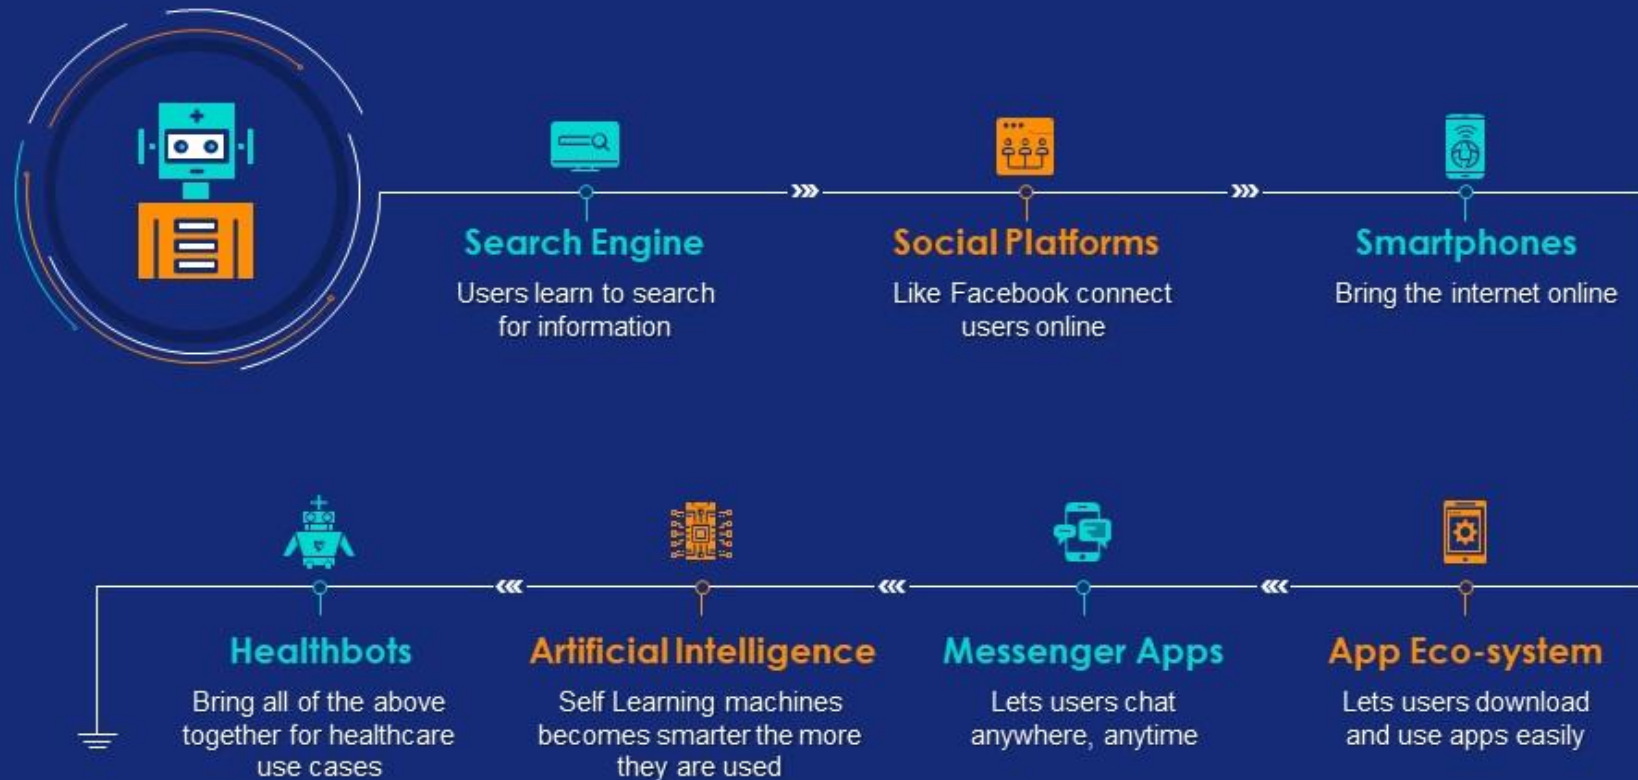 Search Engine
Users learn to search
for information
Social Platforms
Like Facebook connect
users online
Smartphones
Bring the internet online
Healthbots
Bring all of the above
together for healthcare
use cases
Artificial Intelligence
Self Learning machines
becomes smarter the more
they are used
Messenger Apps
Lets users chat
anywhere, anytime
App Eco-system
Lets users download
and use apps easily